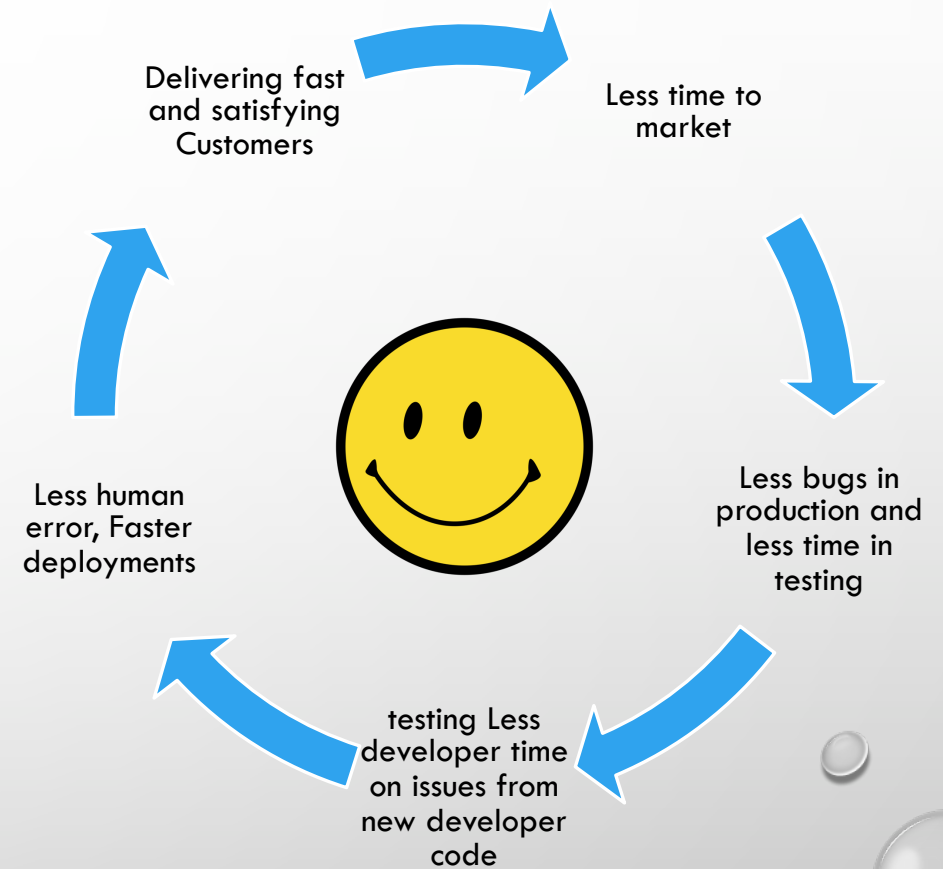 Delivering fast
and satisfying
Customers
Less time to
market
Less bugs in
production and
less time in
testing
testing Less
developer time
on issues from
new developer
code
Less human
error, Faster
deployments